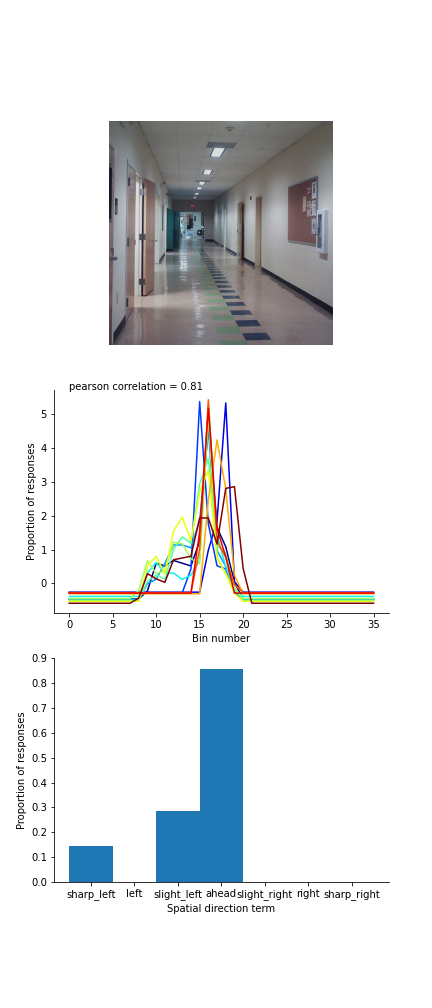 pearson correlation = 0.81
Proportion of responses
5
4
3
2
1
0
0 5 10 15 20 25 30 35
Bin number
Proportion of responses
0.9
0.8
0.7
0.6
0.5
0.4
0.3
0.2
0.1
0.0
sharp_left left slight_left ahead slight_right right sharp_right
Spatial direction term